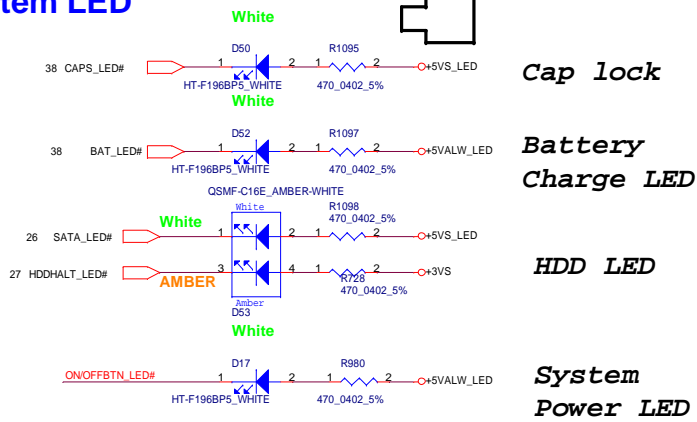 tem LED
White
D50 R1095
38 CAPS_LED# 1 2 1 2 +5VS_LED Cap lock
HT-F196BP5_WHITE 470_0402_5%
White
D52 R1097
38 BAT_LED# 1 2 1 2 +5VALW_LED Battery
HT-F196BP5_WHITE 470_0402_5% Charge LED
QSMF-C16E_AMBER-WHITE
White R1098
470_0402_5%
White
26 SATA_LED# 1 2 1 2 +5VS_LED
27 HDDHALT_LED# 3 4 1 2 +3VS HDD LED
AMBER R728
470_0402_5%
Amber
D53
White
D17 R980
ON/OFFBTN_LED# 1 2 1 2 +5VALW_LED System
HT-F196BP5_WHITE 470_0402_5% Power LED